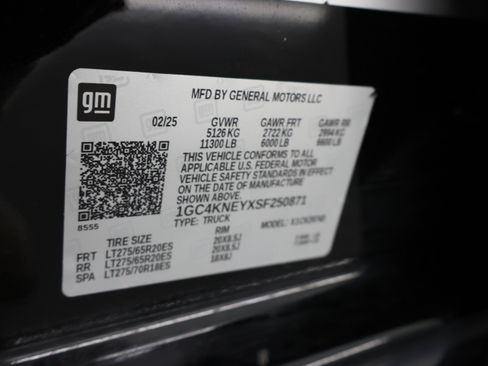 gm
MFD BY GENERAL MOTORS LLC
02/25 GVWR GAWR FRT GAWR RR
5126 KG 2722 KG 2994 KG
11300 LB 6000 LB 6600 LB
THIS VEHICLE CONFORMS TO ALL
APPLICABLE U.S. FEDERAL MOTOR
VEHICLE SAFETY STANDARDS IN
EFFECT ON THE DATE OF
MANUFACTURE SHOWN ABOVE.
1GC4KNEYXSF250871
TYPE: TRUCK MODEL:
8555
TIRE SIZE RIM
FRT LT275/65R20ES 20X8.5J
RR LT275/65R20ES 20X8.5J
SPA LT275/70R18ES 18X8J